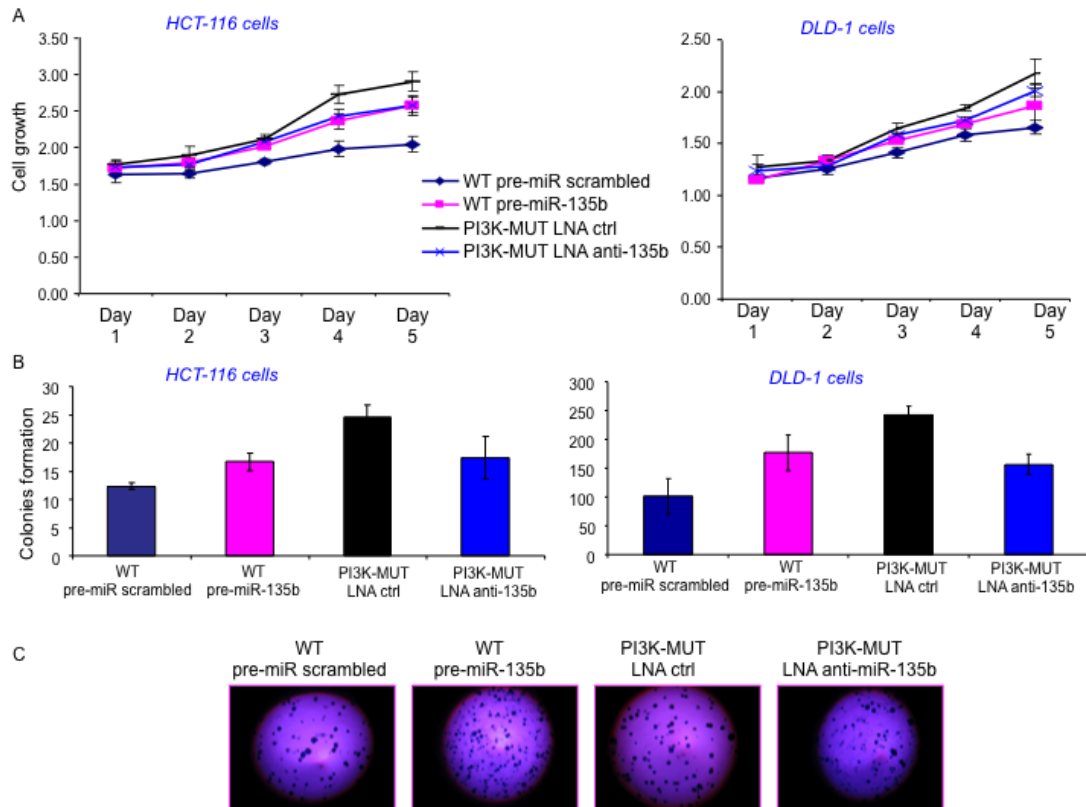 A
HCT-116 cells
DLD-1 cells
Cell growth
3.50
3.00
2.50
2.00
1.50
1.00
0.50
0.00
Day 1
Day 2
Day 3
Day 4
Day 5
WT pre-miR scrambled
WT pre-miR-135b
PI3K-MUT LNA ctrl
PI3K-MUT LNA anti-135b
2.50
2.00
1.50
1.00
0.50
0.00
Day 1
Day 2
Day 3
Day 4
Day 5
B
HCT-116 cells
DLD-1 cells
Colonies formation
30
25
20
15
10
5
0
WT
pre-miR scrambled
WT
pre-miR-135b
PI3K-MUT
LNA ctrl
PI3K-MUT
LNA anti-135b
300
250
200
150
100
50
0
WT
pre-miR scrambled
WT
pre-miR-135b
PI3K-MUT
LNA ctrl
PI3K-MUT
LNA anti-135b
C
WT
pre-miR scrambled
WT
pre-miR-135b
PI3K-MUT
LNA ctrl
PI3K-MUT
LNA anti-miR-135b